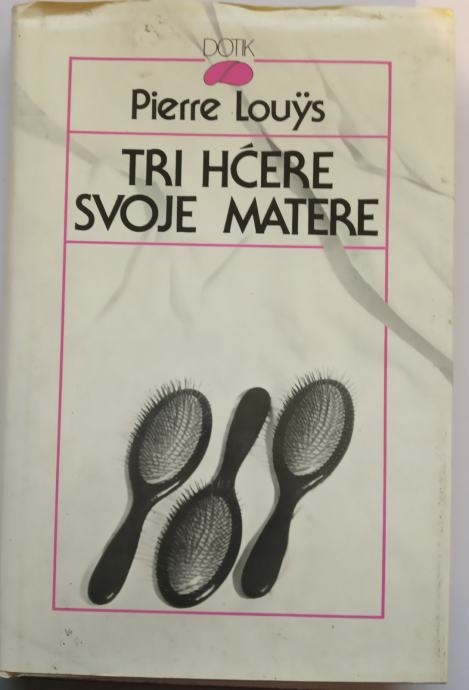 DOTIK
Pierre Louÿs
TRI HĆERE
SVOJE MATERE